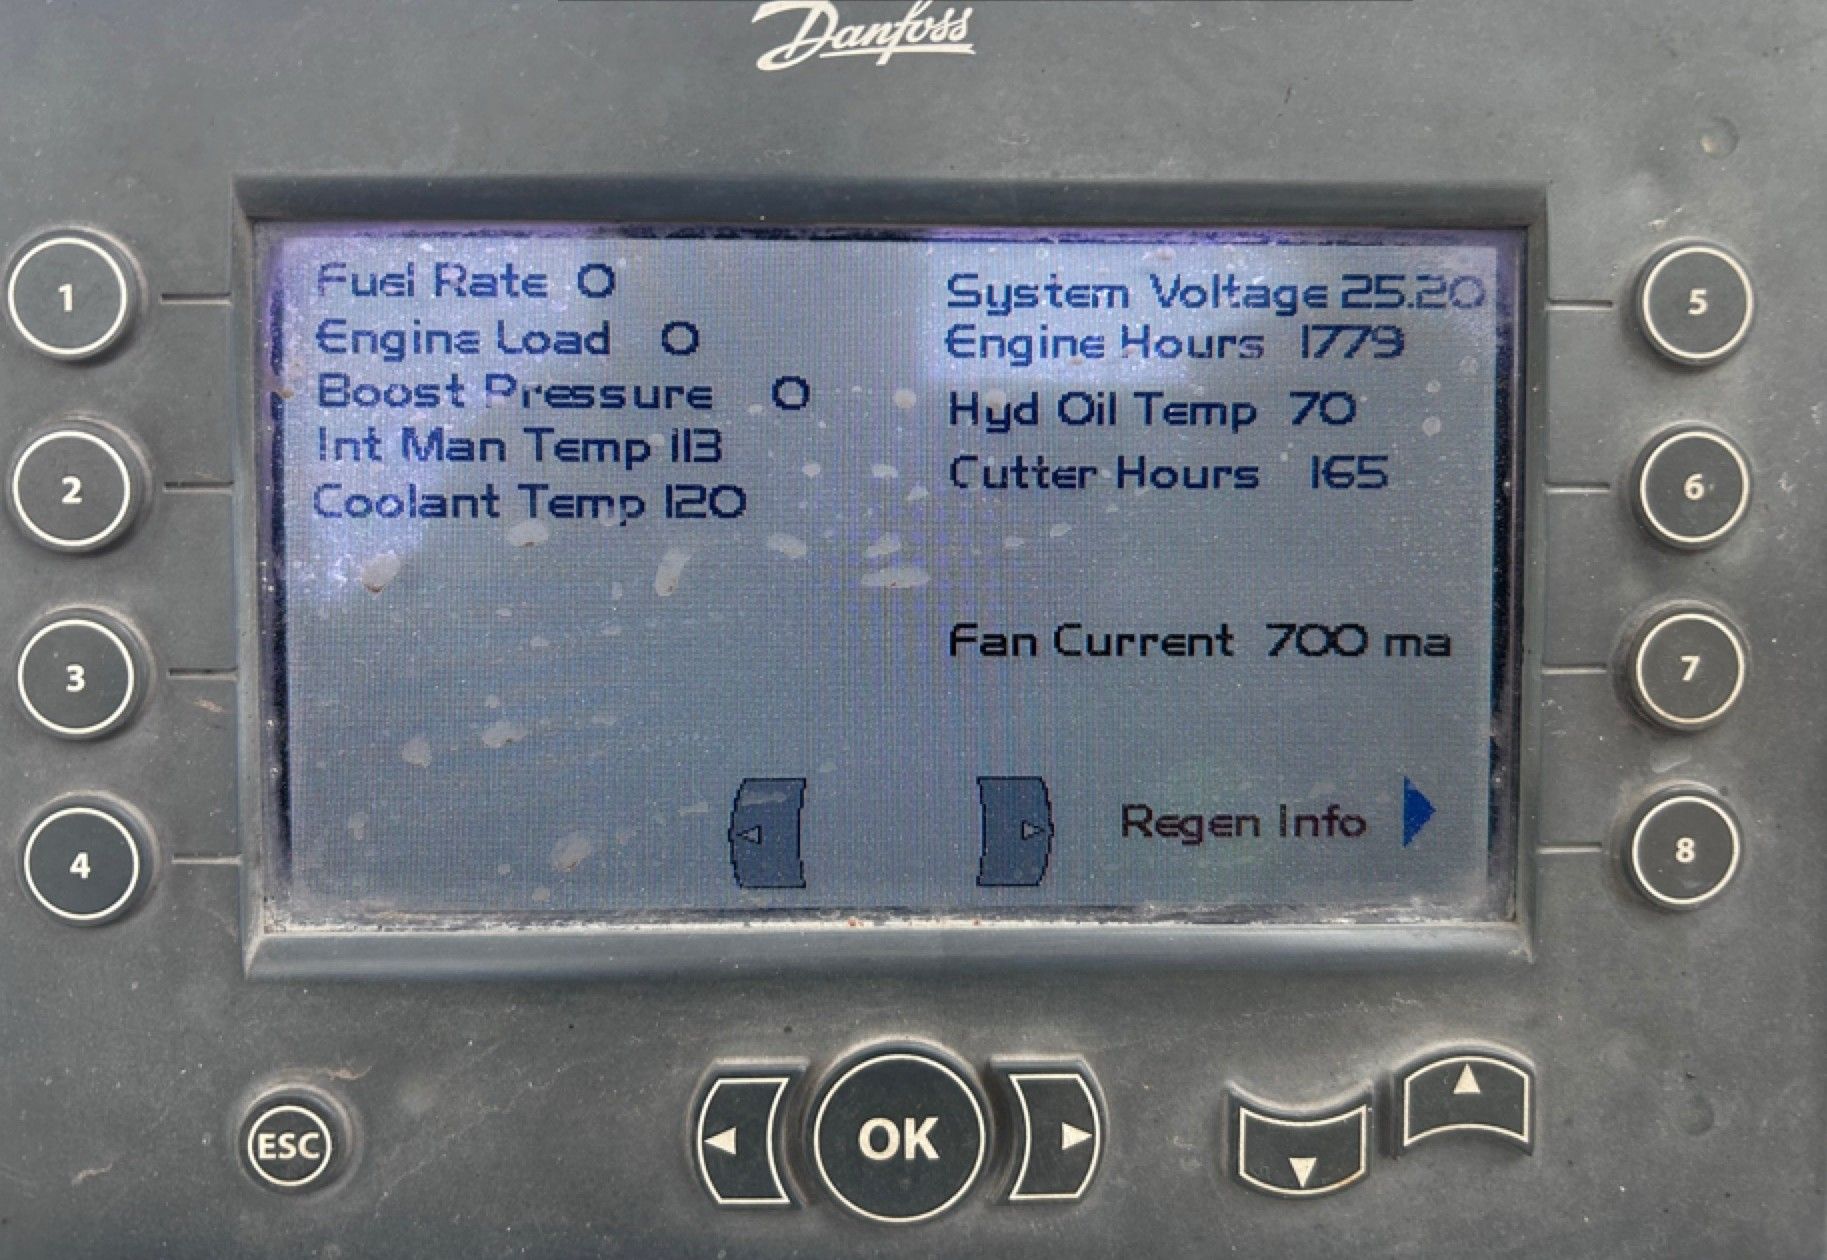 Danfoss
Fuel Rate 0
Engine Load 0
Boost Pressure 0
Int Man Temp 113
Coolant Temp 120
System Voltage 25.20
Engine Hours 1779
Hyd Oil Temp 70
Cutter Hours 165
Fan Current 700 ma
Regen Info
1
2
3
4
5
6
7
8
ESC
OK